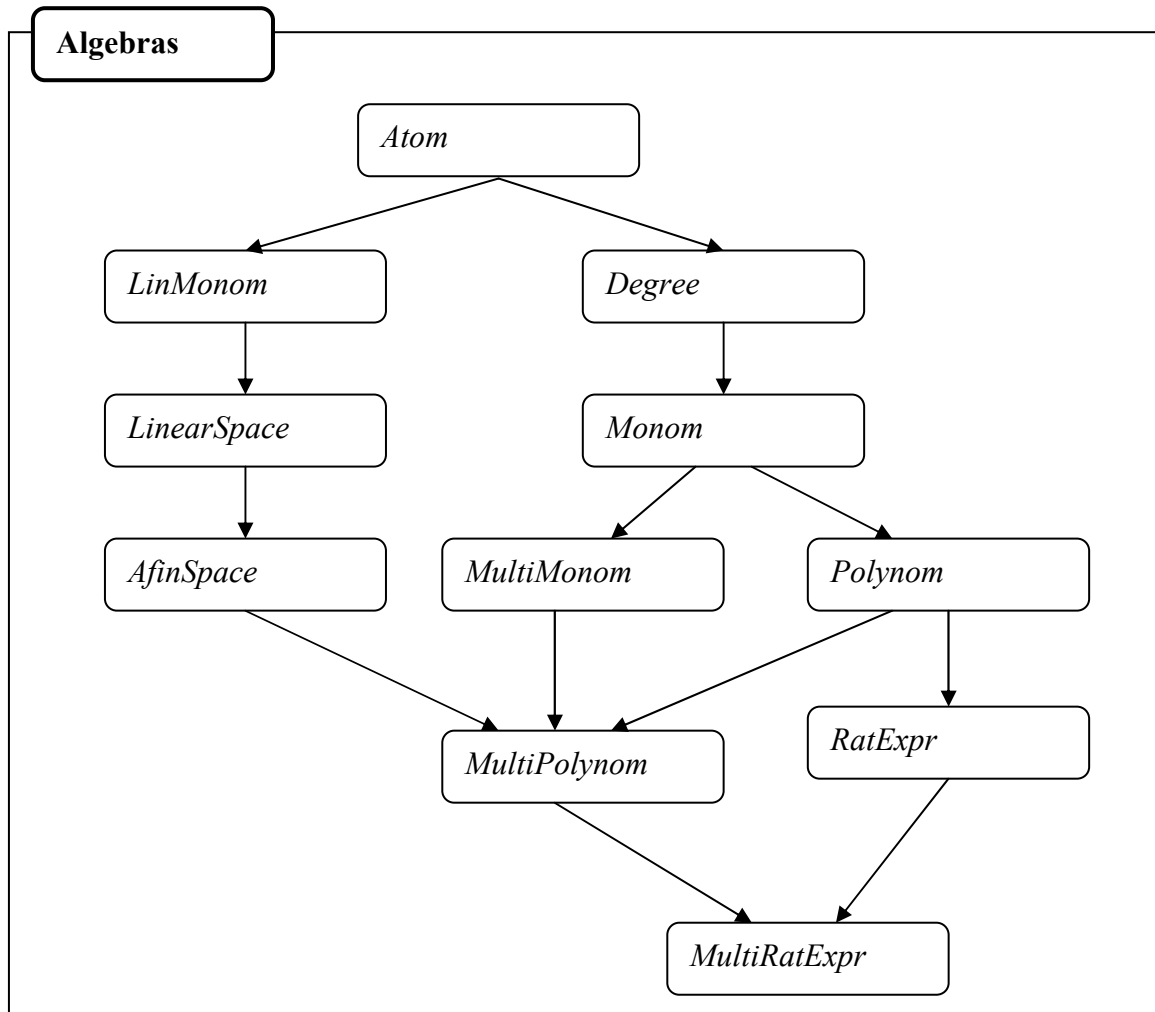 Algebras
Atom
LinMonom
Degree
LinearSpace
Monom
AfinSpace
MultiMonom
Polynom
MultiPolynom
RatExpr
MultiRatExpr